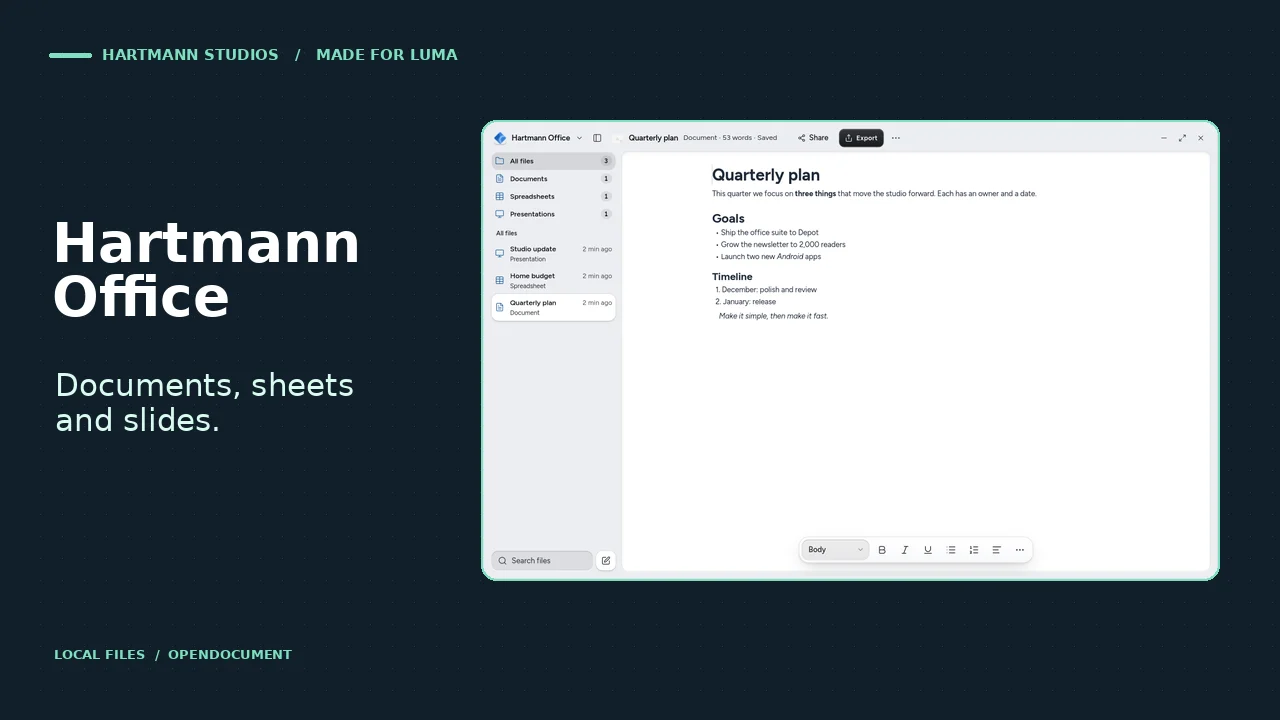 HARTMANN STUDIOS / MADE FOR LUMA
Hartmann
Office
Documents, sheets
and slides.
LOCAL FILES / OPENDOCUMENT
Hartmann Office
Quarterly plan Document · 53 words · Saved Share Export
All files 3
Documents 1
Spreadsheets 1
Presentations 1
All files
Studio update 2 min ago
Presentation
Home budget 2 min ago
Spreadsheet
Quarterly plan 2 min ago
Document
Search files
Quarterly plan
This quarter we focus on three things that move the studio forward. Each has an owner and a date.
Goals
• Ship the office suite to Depot
• Grow the newsletter to 2,000 readers
• Launch two new Android apps
Timeline
1. December: polish and review
2. January: release
Make it simple, then make it fast.
Body B I U